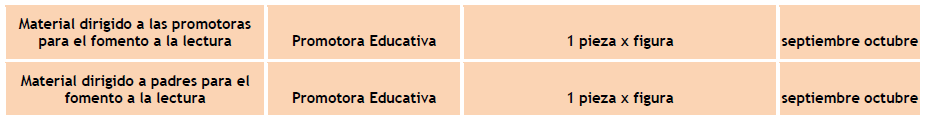 Material dirigido a las promotoras
para el fomento a la lectura
Promotora Educativa
1 pieza x figura
septiembre octubre
Material dirigido a padres para el
fomento a la lectura
Promotora Educativa
1 pieza x figura
septiembre octubre